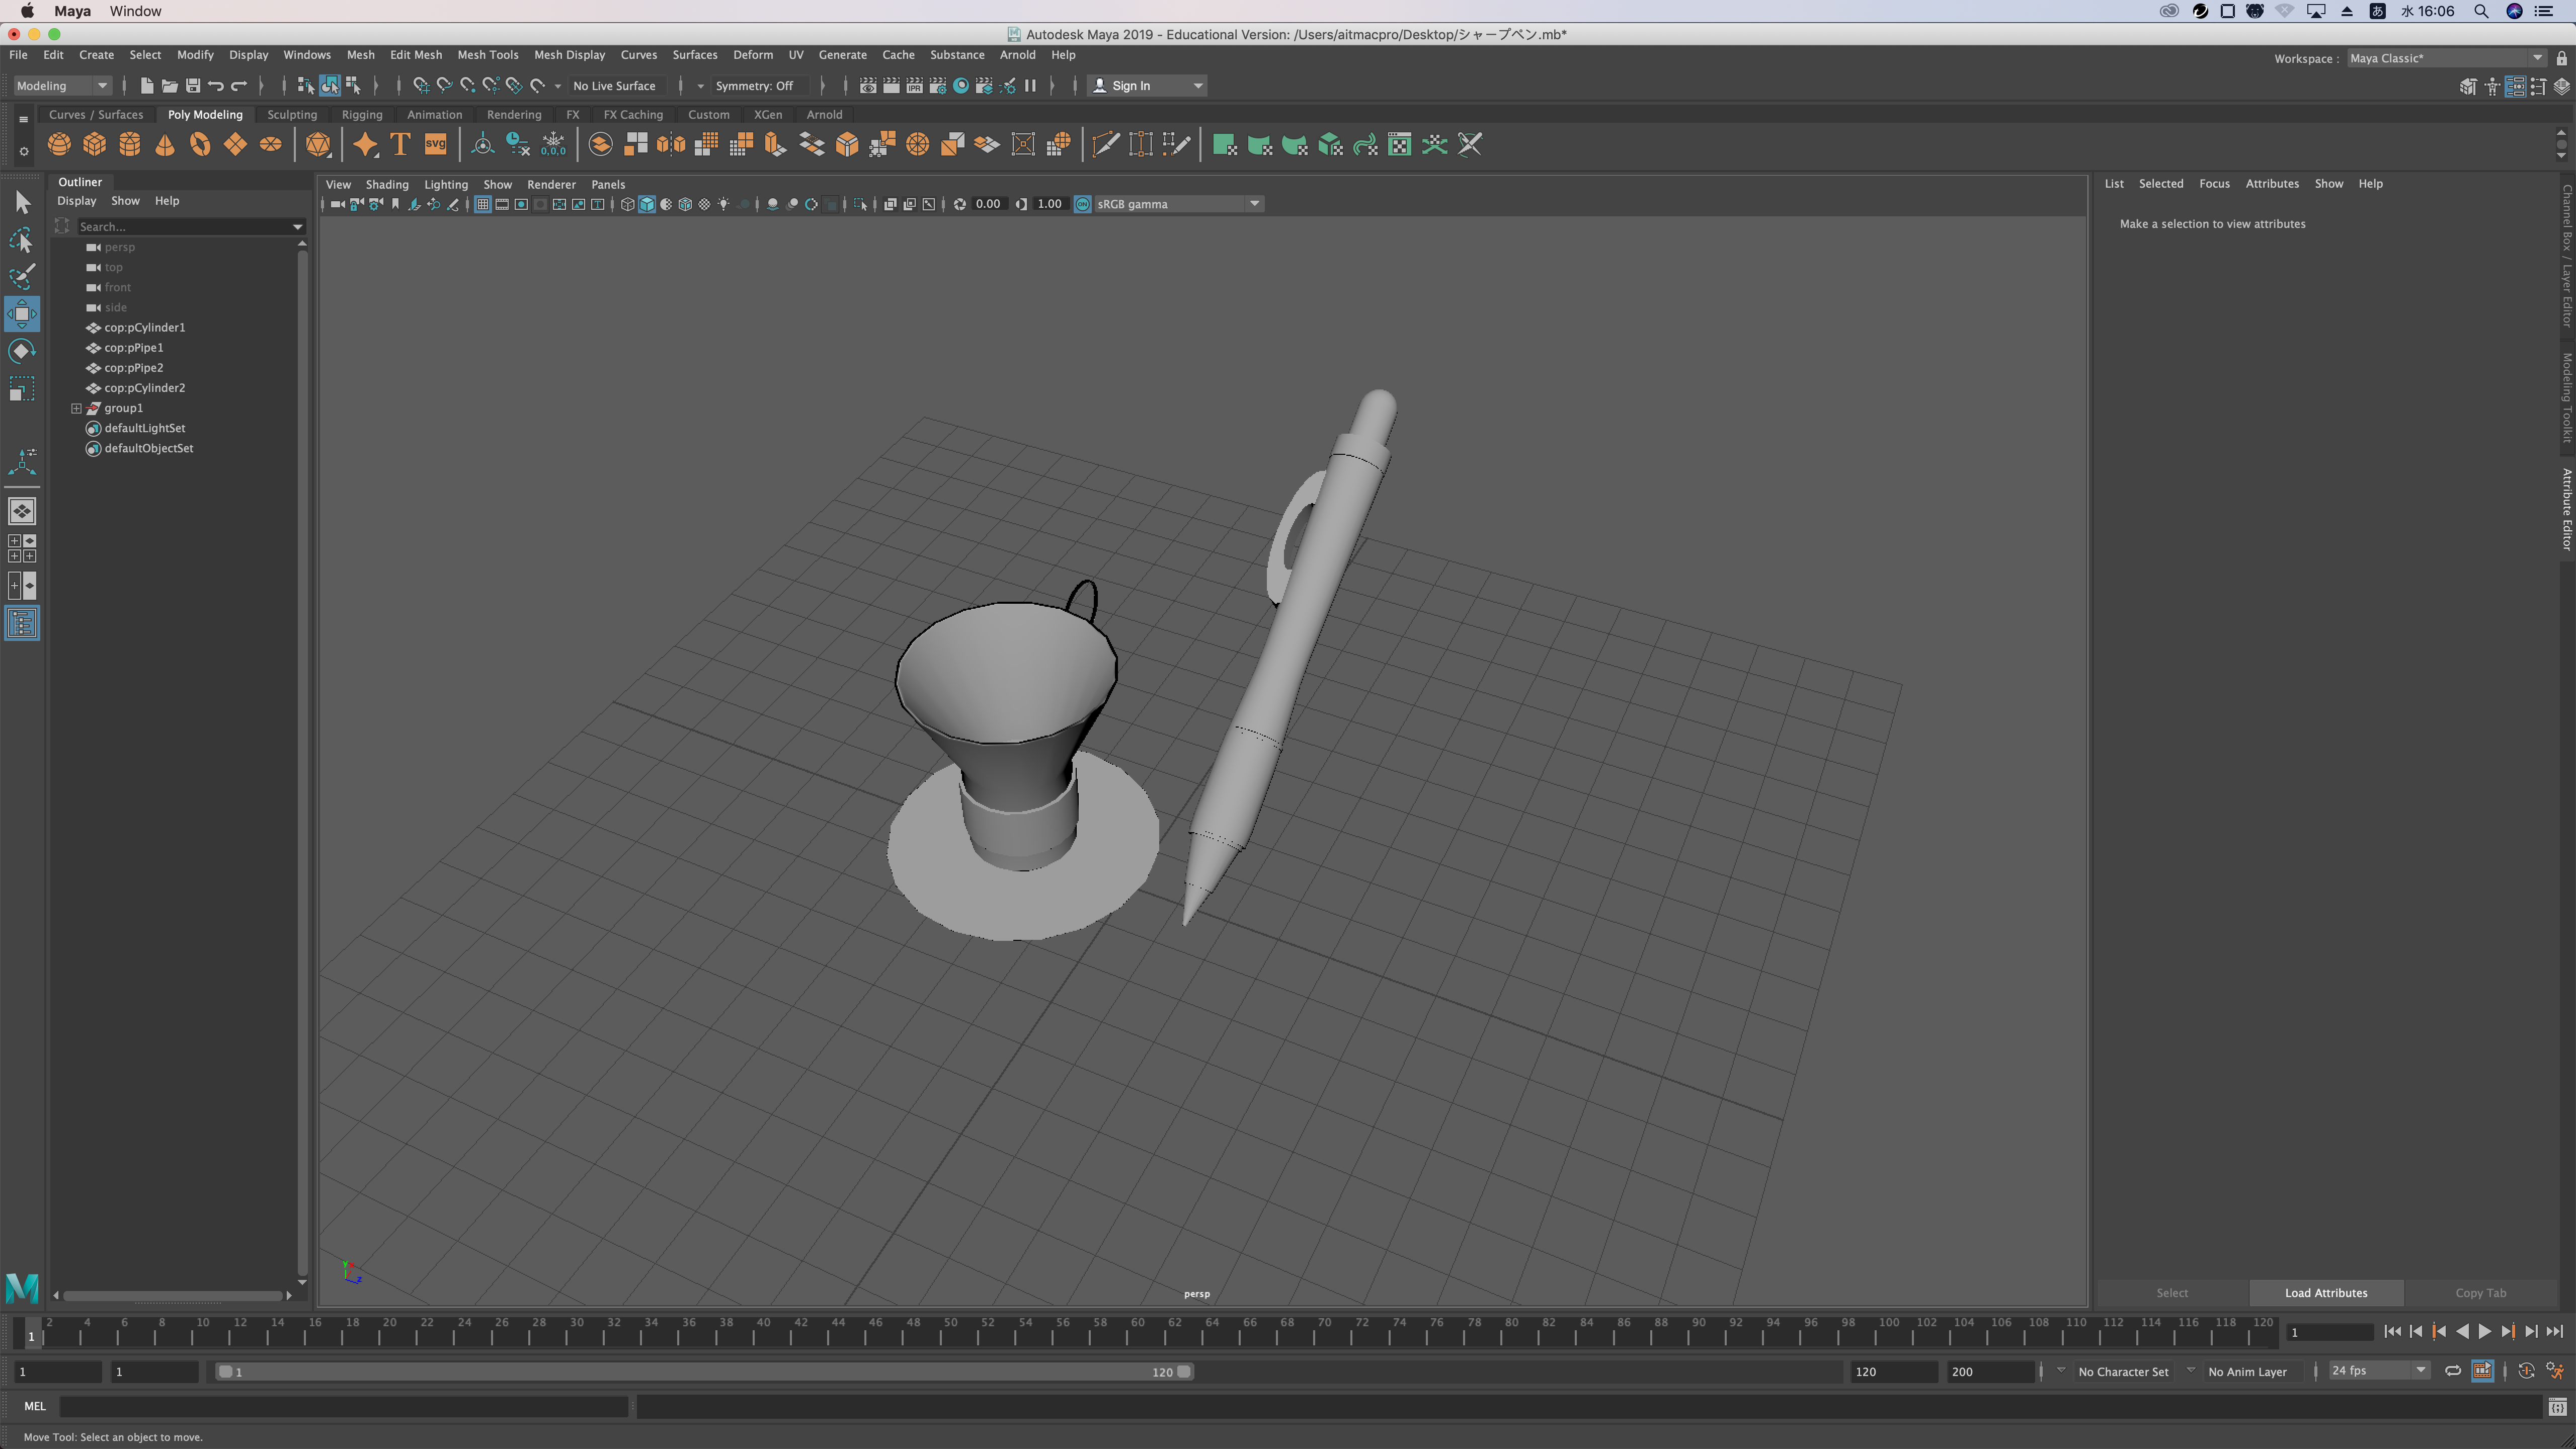 Maya Window
あ 水 16:06
Autodesk Maya 2019 - Educational Version: /Users/aitmacpro/Desktop/シャープペン.mb*
File Edit Create Select Modify Display Windows Mesh Edit Mesh Mesh Tools Mesh Display Curves Surfaces Deform UV Generate Cache Substance Arnold Help
Workspace : Maya Classic*
Modeling No Live Surface Symmetry: Off IPR Sign In
Curves / Surfaces Poly Modeling Sculpting Rigging Animation Rendering FX FX Caching Custom XGen Arnold
T svg 0,0,0
Outliner
Display Show Help
Search...
persp
top
front
side
cop:pCylinder1
cop:pPipe1
cop:pPipe2
cop:pCylinder2
group1
defaultLightSet
defaultObjectSet
View Shading Lighting Show Renderer Panels
0.00 1.00 ON sRGB gamma
y
z
persp
List Selected Focus Attributes Show Help
Make a selection to view attributes
Channel Box / Layer Editor
Modeling Toolkit
Attribute Editor
Select Load Attributes Copy Tab
M
1 2 4 6 8 10 12 14 16 18 20 22 24 26 28 30 32 34 36 38 40 42 44 46 48 50 52 54 56 58 60 62 64 66 68 70 72 74 76 78 80 82 84 86 88 90 92 94 96 98 100 102 104 106 108 110 112 114 116 118 120 1
1 1 1 120 120 200 No Character Set No Anim Layer 24 fps
MEL
Move Tool: Select an object to move.